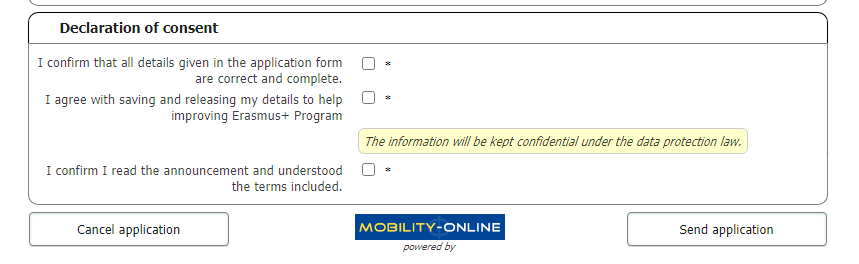 Declaration of consent
I confirm that all details given in the application form *
are correct and complete.
I agree with saving and releasing my details to help *
improving Erasmus+ Program
The information will be kept confidential under the data protection law.
I confirm I read the announcement and understood *
the terms included.
Cancel application
MOBILITY-ONLINE
powered by
Send application